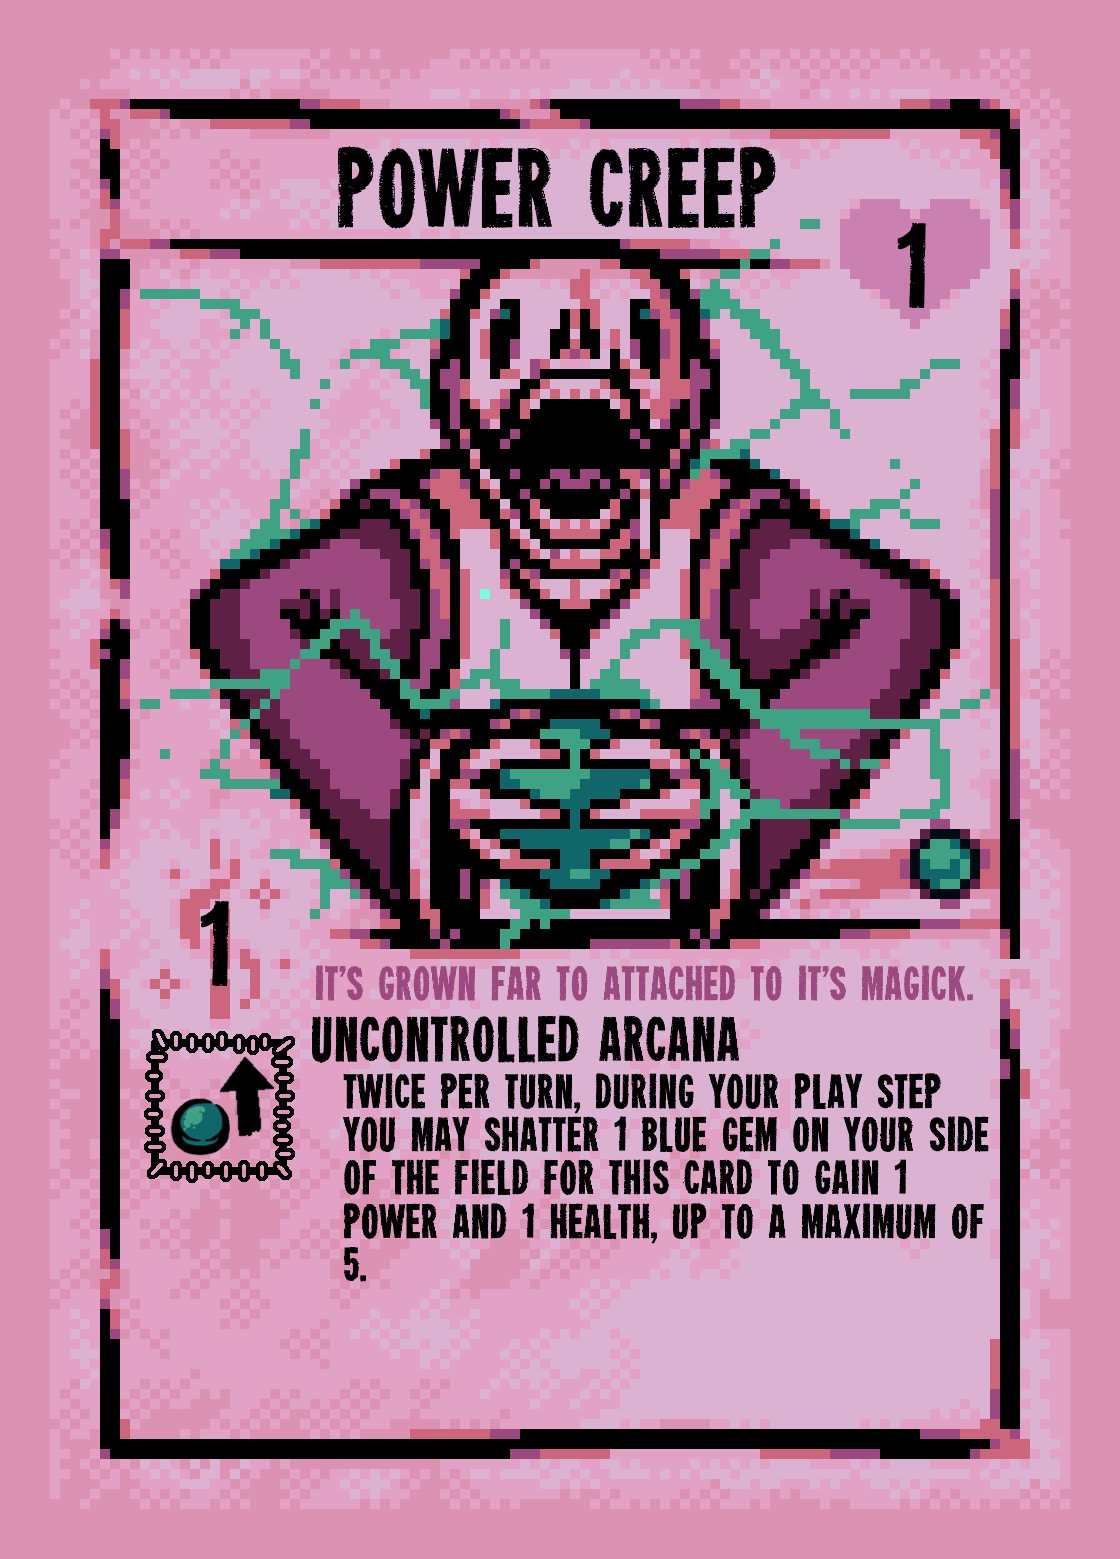 POWER CREEP
1
1
IT'S GROWN FAR TO ATTACHED TO IT'S MAGICK.
UNCONTROLLED ARCANA
TWICE PER TURN, DURING YOUR PLAY STEP
YOU MAY SHATTER 1 BLUE GEM ON YOUR SIDE
OF THE FIELD FOR THIS CARD TO GAIN 1
POWER AND 1 HEALTH, UP TO A MAXIMUM OF
5.